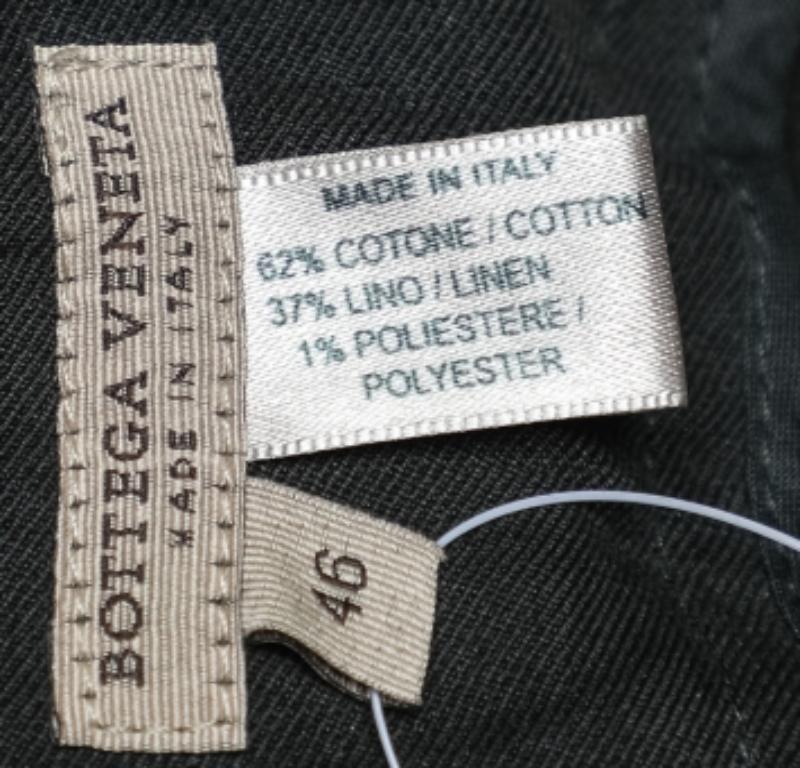 BOTTEGA VENETA
MADE IN ITALY
MADE IN ITALY
62% COTONE / COTTON
37% LINO / LINEN
1% POLIESTERE /
POLYESTER
46